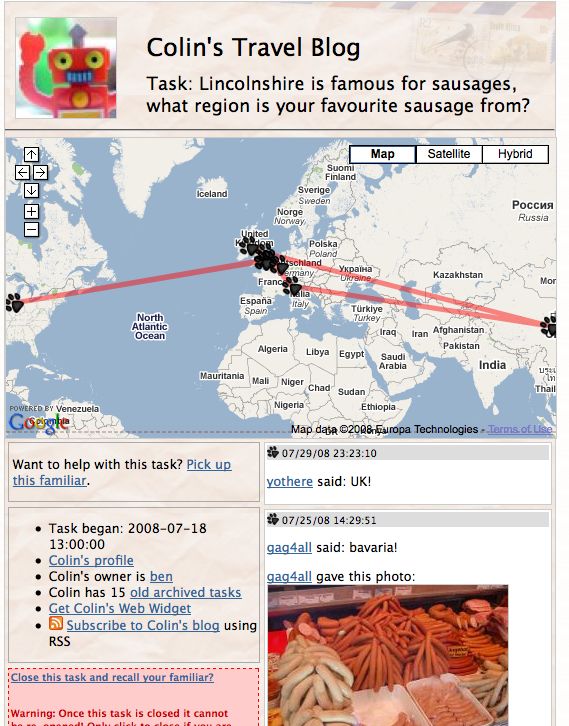 Colin's Travel Blog
Task: Lincolnshire is famous for sausages,
what region is your favourite sausage from?
Map
Satellite
Hybrid
Iceland
Suomi
Finland
Sverige
Sweden
Norge
Norway
Россия
Russia
United
Kingdom
Polska
Poland
Deutschland
Germany
Україна
Ukraine
Kazakhstan
France
Italia
Italy
España
Spain
Türkiye
Turkey
North
Atlantic
Ocean
Iraq
Iran
Afghanistan
Pakistan
Algeria
Libya
Egypt
Saudi
Arabia
India
Mauritania
Mali
Niger
Chad
Sudan
Nigeria
Ethiopia
Venezuela
Colombia
POWERED BY
Google
Map data ©2008 Europa Technologies - Terms of Use
Want to help with this task? Pick up
this familiar.
Task began: 2008-07-18
13:00:00
Colin's profile
Colin's owner is ben
Colin has 15 old archived tasks
Get Colin's Web Widget
Subscribe to Colin's blog using
RSS
Close this task and recall your familiar?
Warning: Once this task is closed it cannot
be re-opened! Only click to close if you are
07/29/08 23:23:10
yothere said: UK!
07/25/08 14:29:51
gag4all said: bavaria!
gag4all gave this photo: